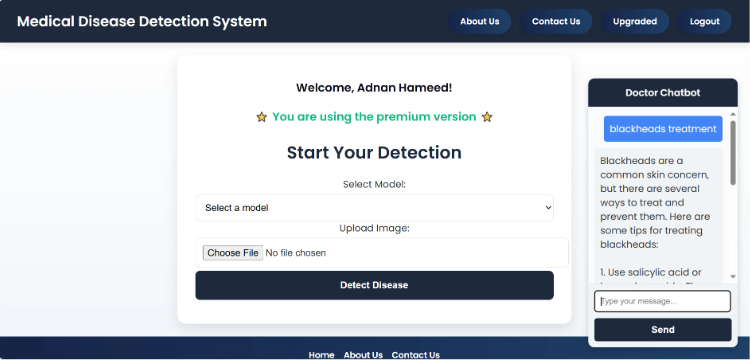 Medical Disease Detection System
About Us Contact Us Upgraded Logout
Welcome, Adnan Hameed!
⭐ You are using the premium version ⭐
Start Your Detection
Select Model:
Select a model
Upload Image:
Choose File No file chosen
Detect Disease
Doctor Chatbot
blackheads treatment
Blackheads are a
common skin concern,
but there are several
ways to treat and
prevent them. Here are
some tips for treating
blackheads:
1. Use salicylic acid or
Type your message...
Send
Home About Us Contact Us